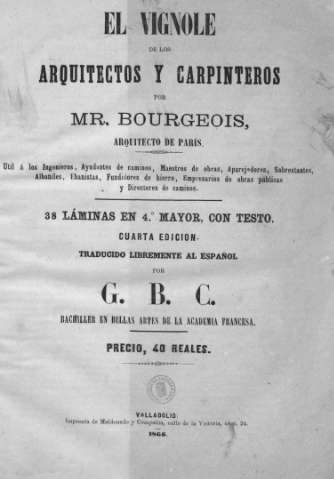 EL VIGNOLE
DE LOS
ARQUITECTOS Y CARPINTEROS
POR
MR. BOURGEOIS,
ARQUITECTO DE PARIS.
Util á los Ingenieros, Ayudantes de caminos, Maestros de obras, Aparejadores, Sobrestantes,
Albañiles, Ebanistas, Fundidores de hierro, Empresarios de obras públicas
y Directores de caminos.
38 LÁMINAS EN 4.º MAYOR, CON TESTO.
CUARTA EDICION.
TRADUCIDO LIBREMENTE AL ESPAÑOL
POR
G. B. C.
BACHILLER EN BELLAS ARTES DE LA ACADEMIA FRANCESA.
PRECIO, 40 REALES.
VALLADOLID:
Imprenta de Maldonado y Compañía, calle de la Victoria, núm. 24.